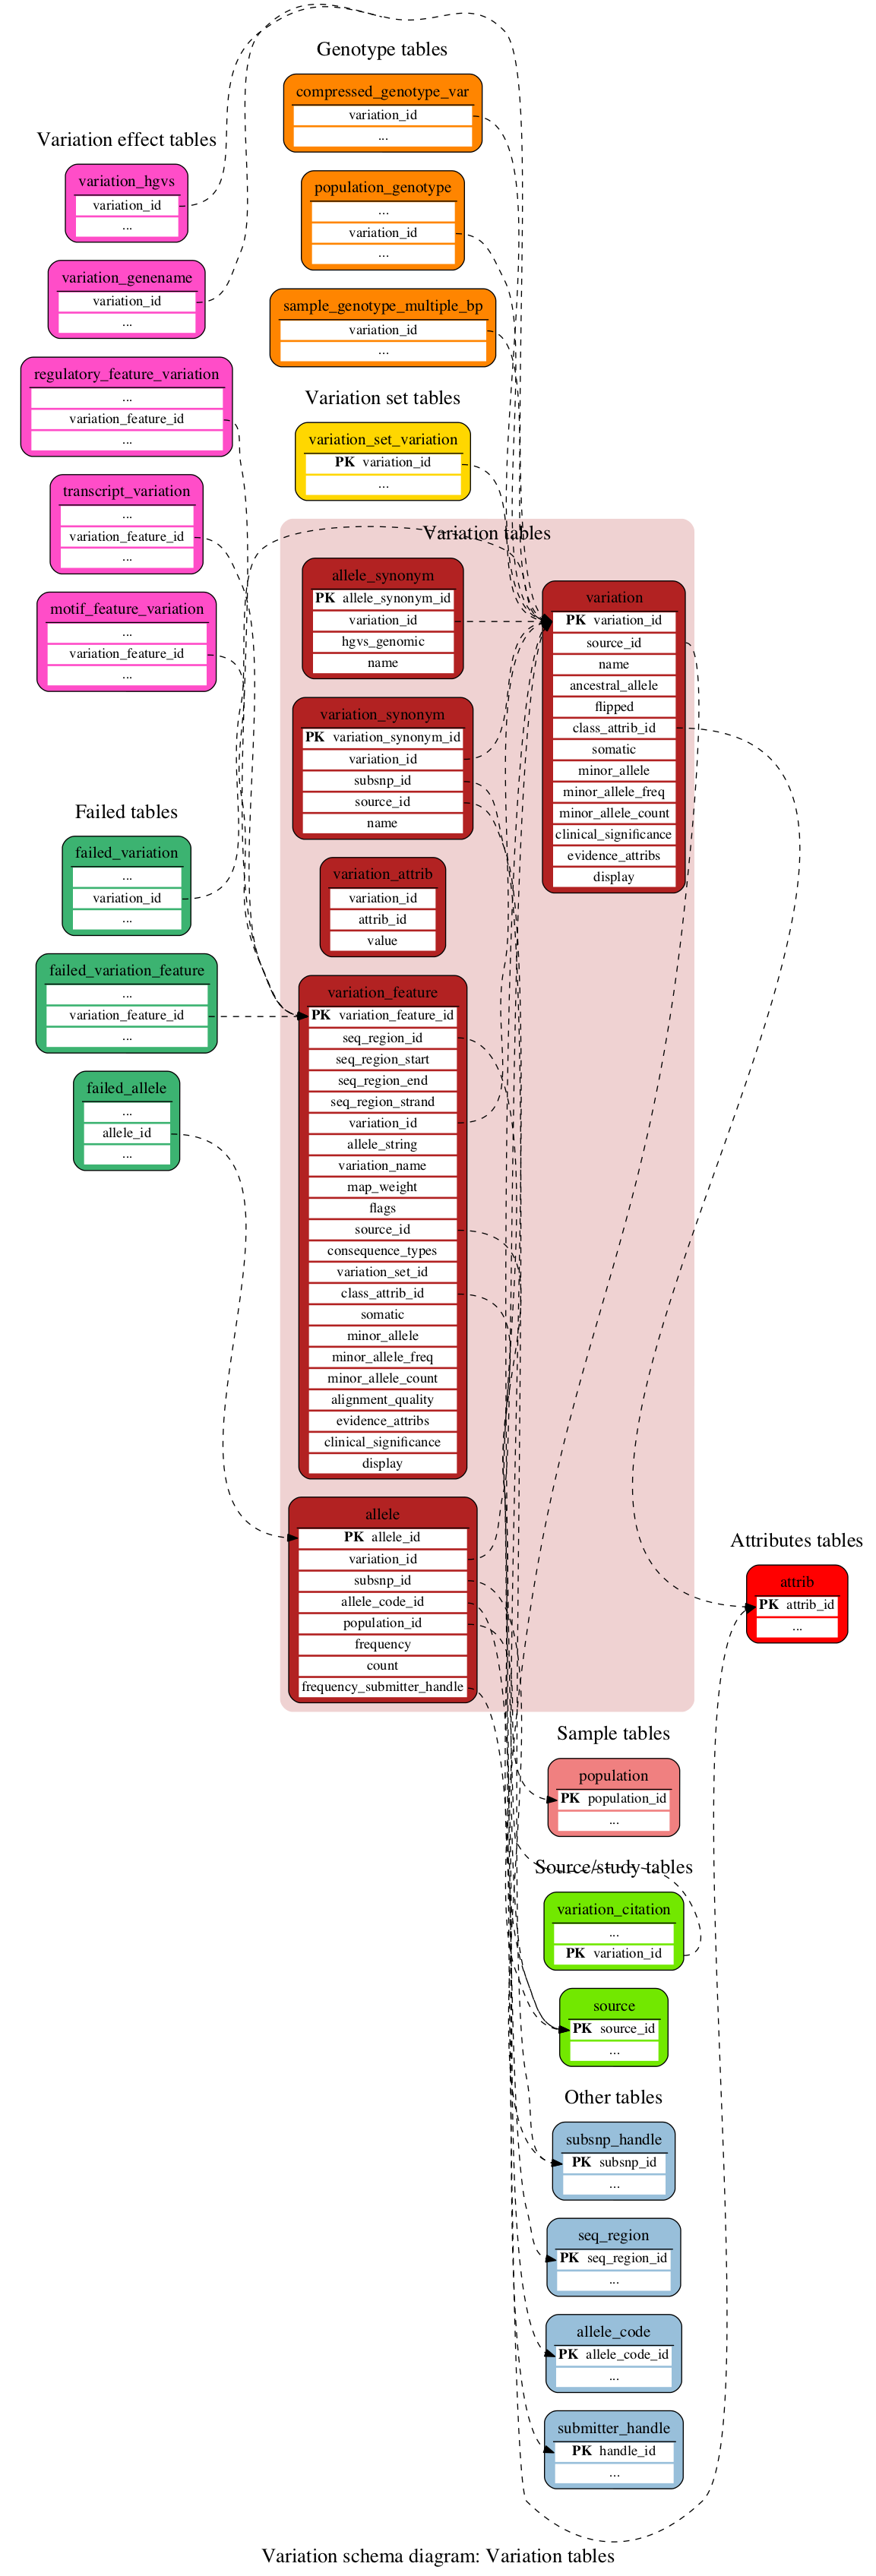 Genotype tables
compressed_genotype_var
variation_id
...
population_genotype
...
variation_id
...
sample_genotype_multiple_bp
variation_id
...
Variation effect tables
variation_hgvs
variation_id
...
variation_genename
variation_id
...
regulatory_feature_variation
...
variation_feature_id
...
transcript_variation
...
variation_feature_id
...
motif_feature_variation
...
variation_feature_id
...
Variation set tables
variation_set_variation
PK variation_id
...
Failed tables
failed_variation
...
variation_id
...
failed_variation_feature
...
variation_feature_id
...
failed_allele
...
allele_id
...
Variation tables
allele_synonym
PK allele_synonym_id
variation_id
hgvs_genomic
name
variation_synonym
PK variation_synonym_id
variation_id
subsnp_id
source_id
name
variation_attrib
variation_id
attrib_id
value
variation_feature
PK variation_feature_id
seq_region_id
seq_region_start
seq_region_end
seq_region_strand
variation_id
allele_string
variation_name
map_weight
flags
source_id
consequence_types
variation_set_id
class_attrib_id
somatic
minor_allele
minor_allele_freq
minor_allele_count
alignment_quality
evidence_attribs
clinical_significance
display
allele
PK allele_id
variation_id
subsnp_id
allele_code_id
population_id
frequency
count
frequency_submitter_handle
variation
PK variation_id
source_id
name
ancestral_allele
flipped
class_attrib_id
somatic
minor_allele
minor_allele_freq
minor_allele_count
clinical_significance
evidence_attribs
display
Attributes tables
attrib
PK attrib_id
...
Sample tables
population
PK population_id
...
Source/study tables
variation_citation
...
PK variation_id
source
PK source_id
...
Other tables
subsnp_handle
PK subsnp_id
...
seq_region
PK seq_region_id
...
allele_code
PK allele_code_id
...
submitter_handle
PK handle_id
...
Variation schema diagram: Variation tables